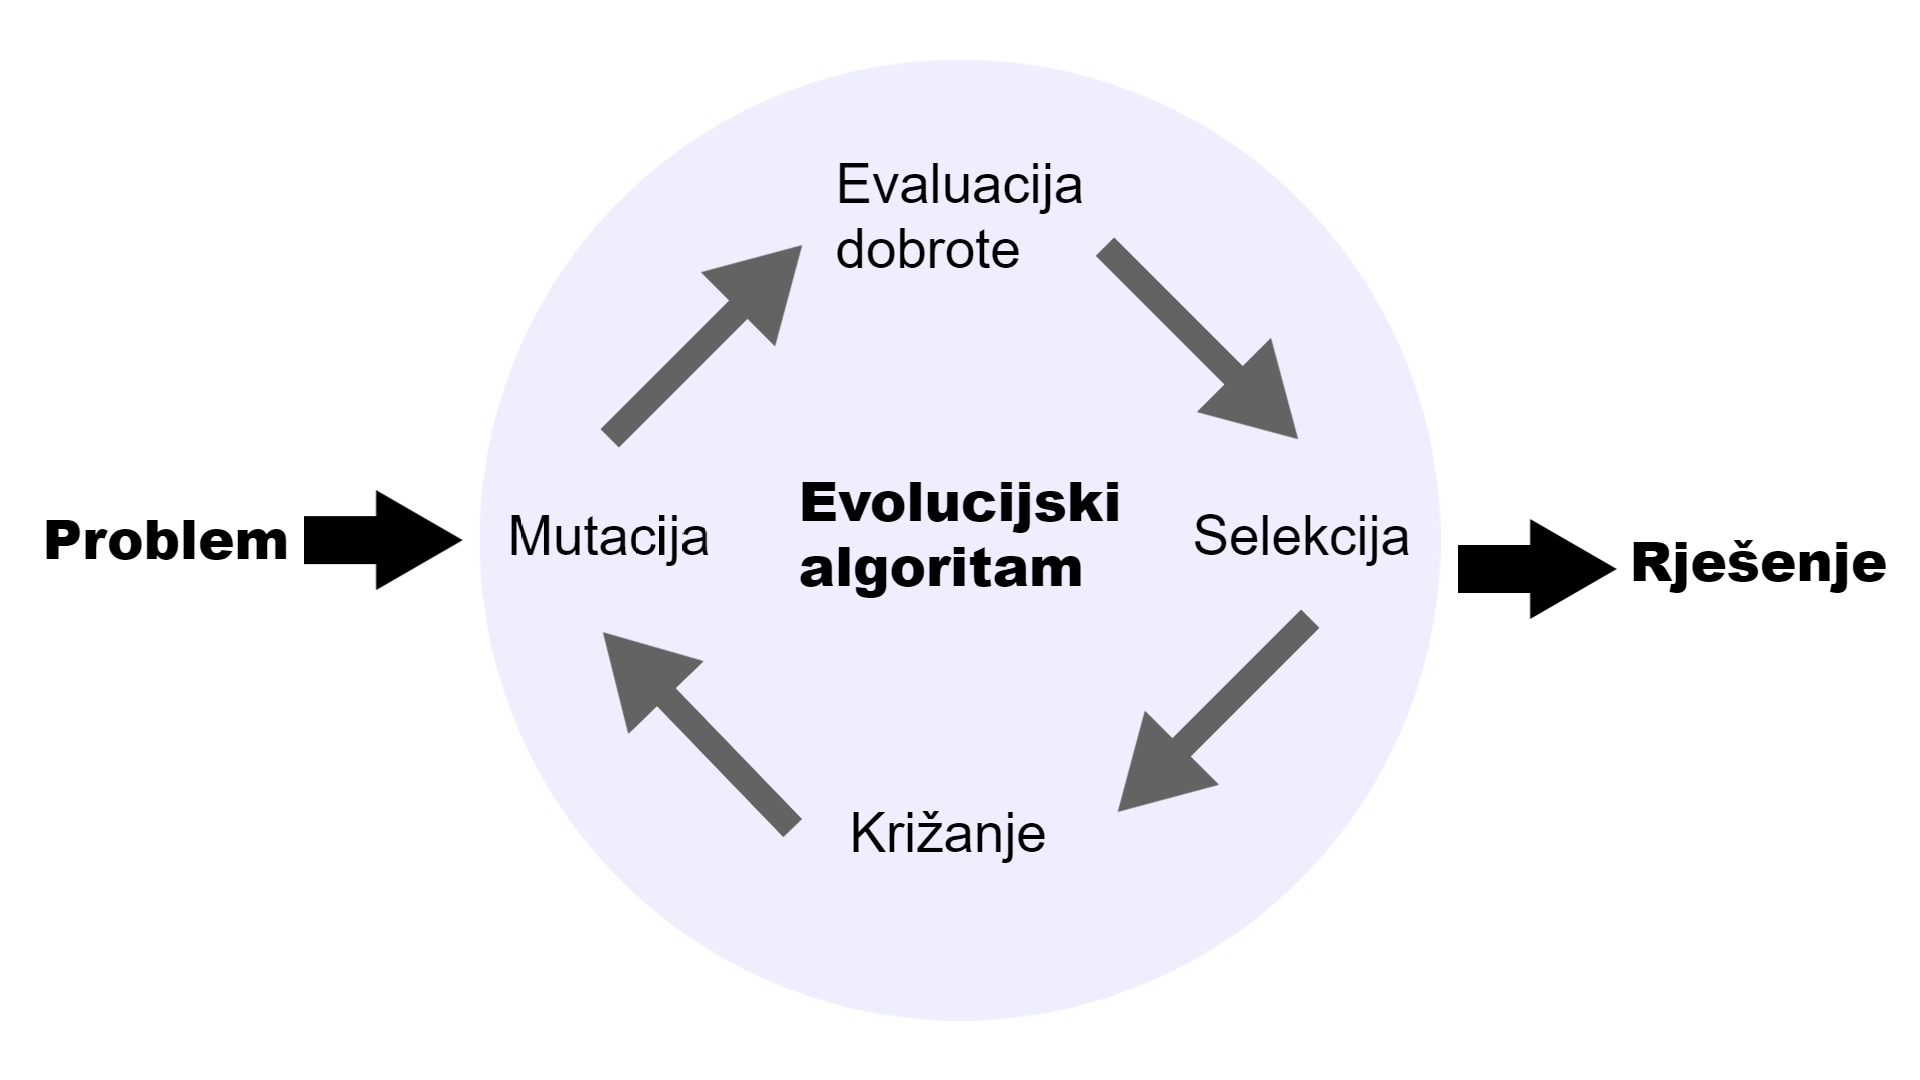 Evaluacija
dobrote
Problem
Mutacija
Evolucijski
algoritam
Selekcija
Rješenje
Križanje